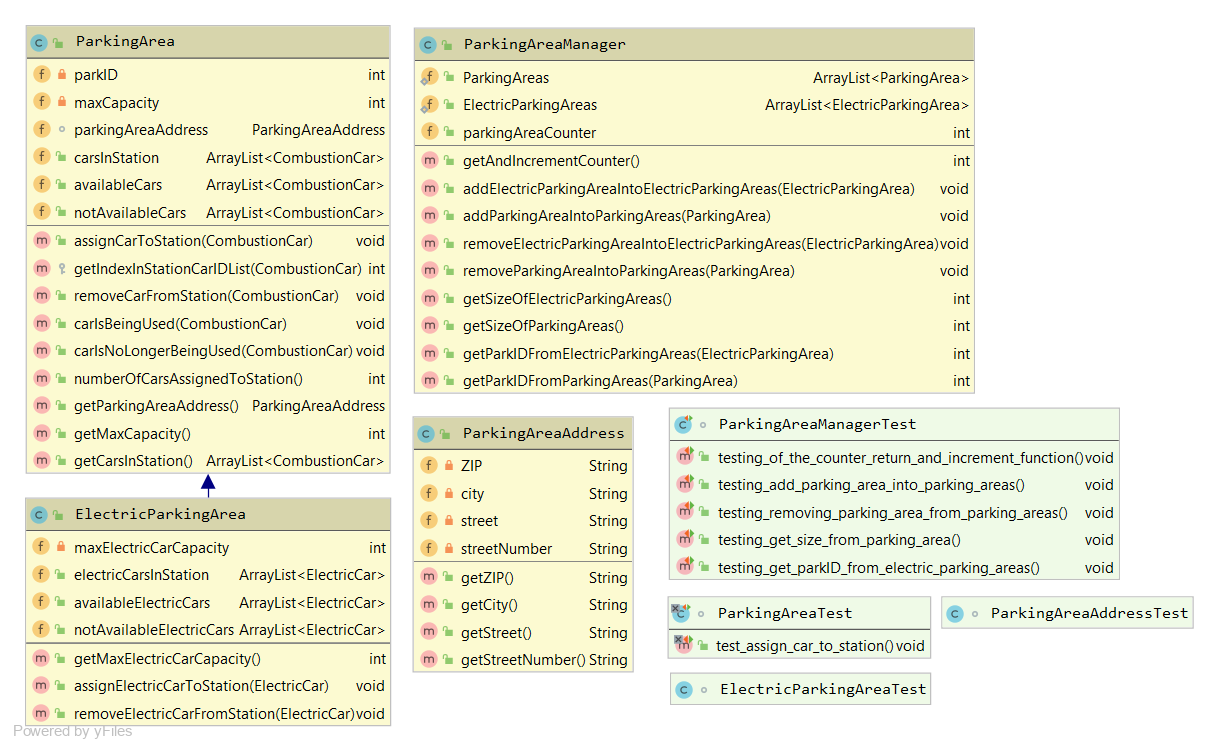 ParkingArea
parkID int
maxCapacity int
parkingAreaAddress ParkingAreaAddress
carsInStation ArrayList<CombustionCar>
availableCars ArrayList<CombustionCar>
notAvailableCars ArrayList<CombustionCar>
assignCarToStation(CombustionCar) void
getIndexInStationCarIDList(CombustionCar) int
removeCarFromStation(CombustionCar) void
carIsBeingUsed(CombustionCar) void
carIsNoLongerBeingUsed(CombustionCar) void
numberOfCarsAssignedToStation() int
getParkingAreaAddress() ParkingAreaAddress
getMaxCapacity() int
getCarsInStation() ArrayList<CombustionCar>
ElectricParkingArea
maxElectricCarCapacity int
electricCarsInStation ArrayList<ElectricCar>
availableElectricCars ArrayList<ElectricCar>
notAvailableElectricCars ArrayList<ElectricCar>
getMaxElectricCarCapacity() int
assignElectricCarToStation(ElectricCar) void
removeElectricCarFromStation(ElectricCar) void
ParkingAreaManager
ParkingAreas ArrayList<ParkingArea>
ElectricParkingAreas ArrayList<ElectricParkingArea>
parkingAreaCounter int
getAndIncrementCounter() int
addElectricParkingAreaIntoElectricParkingAreas(ElectricParkingArea) void
addParkingAreaIntoParkingAreas(ParkingArea) void
removeElectricParkingAreaIntoElectricParkingAreas(ElectricParkingArea) void
removeParkingAreaIntoParkingAreas(ParkingArea) void
getSizeOfElectricParkingAreas() int
getSizeOfParkingAreas() int
getParkIDFromElectricParkingAreas(ElectricParkingArea) int
getParkIDFromParkingAreas(ParkingArea) int
ParkingAreaAddress
ZIP String
city String
street String
streetNumber String
getZIP() String
getCity() String
getStreet() String
getStreetNumber() String
ParkingAreaManagerTest
testing_of_the_counter_return_and_increment_function() void
testing_add_parking_area_into_parking_areas() void
testing_removing_parking_area_from_parking_areas() void
testing_get_size_from_parking_area() void
testing_get_parkID_from_electric_parking_areas() void
ParkingAreaTest
test_assign_car_to_station() void
ParkingAreaAddressTest
ElectricParkingAreaTest
Powered by yFiles